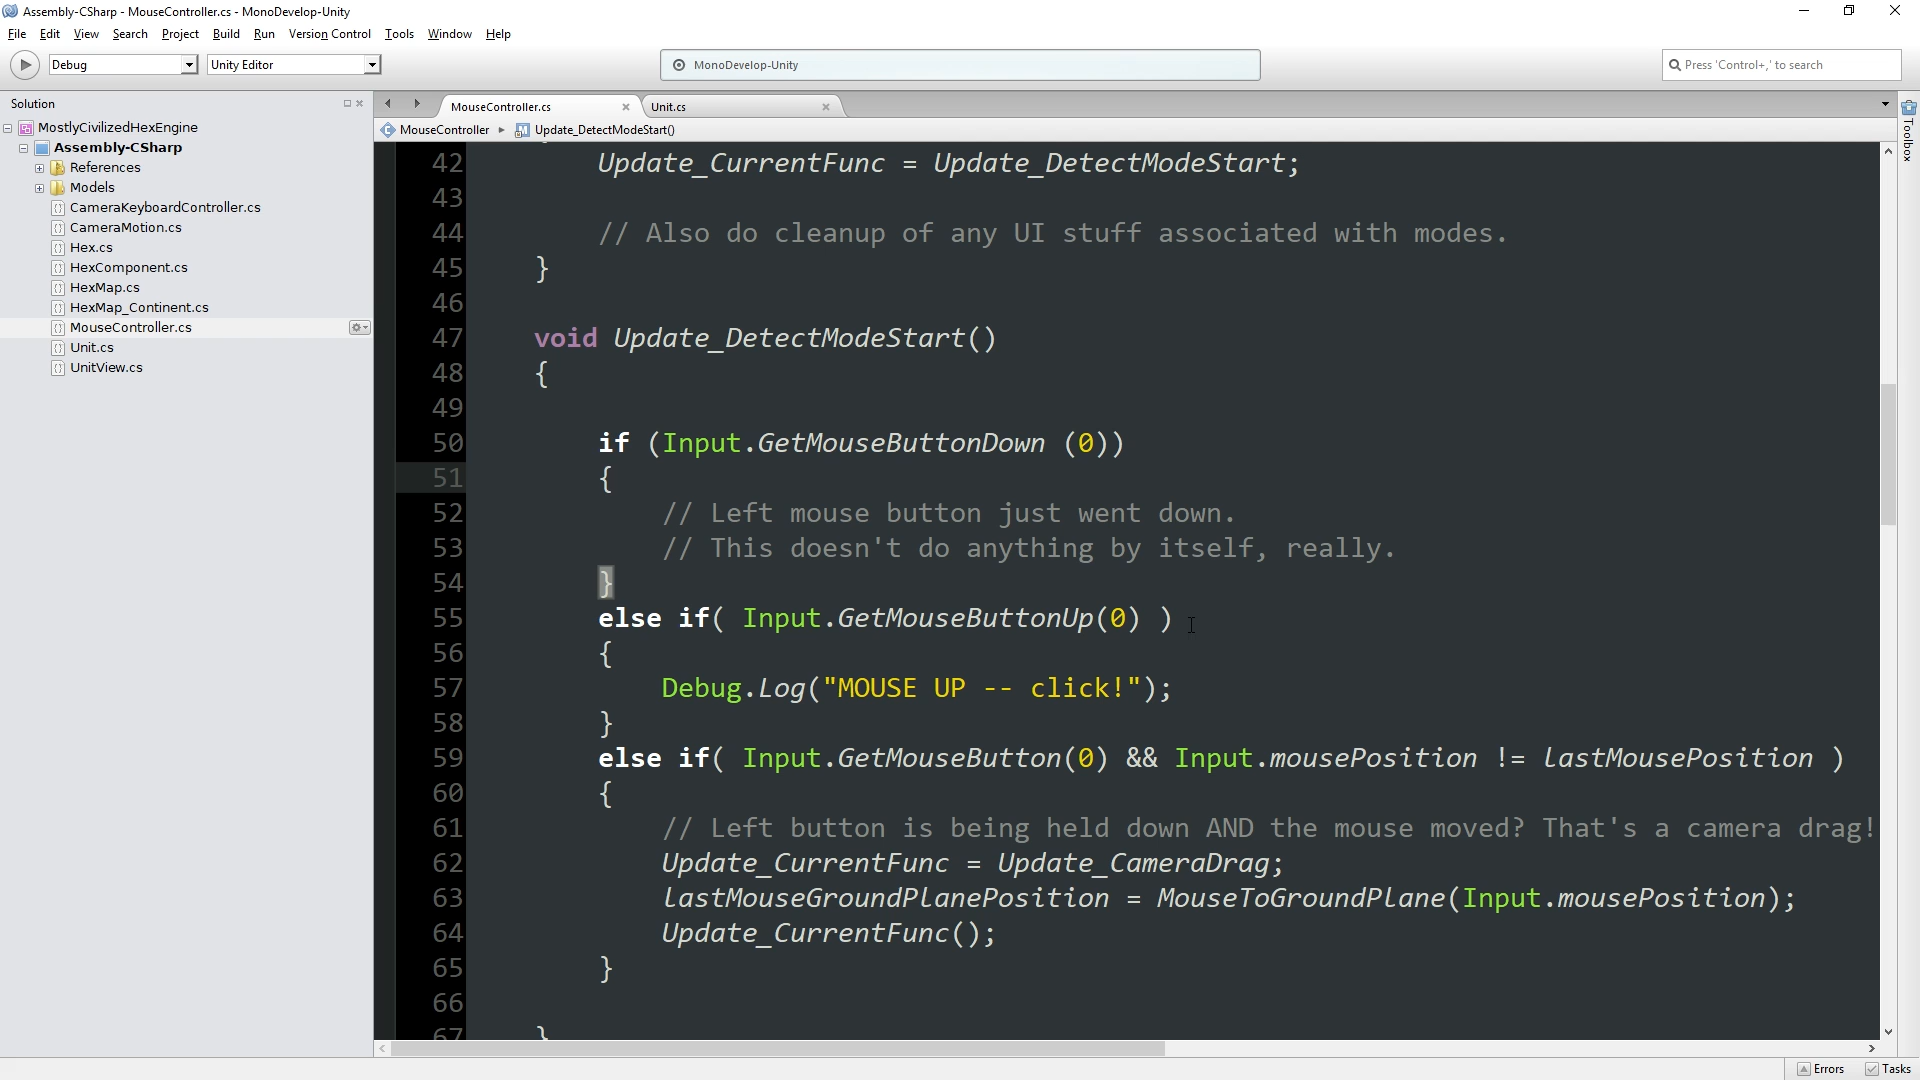 Assembly-CSharp - MouseController.cs - MonoDevelop-Unity
File Edit View Search Project Build Run Version Control Tools Window Help
Debug Unity Editor MonoDevelop-Unity Press 'Control+,' to search
Solution
MostlyCivilizedHexEngine
Assembly-CSharp
References
Models
CameraKeyboardController.cs
CameraMotion.cs
Hex.cs
HexComponent.cs
HexMap.cs
HexMap_Continent.cs
MouseController.cs
Unit.cs
UnitView.cs
MouseController.cs Unit.cs
MouseController Update_DetectModeStart()
42 Update_CurrentFunc = Update_DetectModeStart;
43
44 // Also do cleanup of any UI stuff associated with modes.
45 }
46
47 void Update_DetectModeStart()
48 {
49
50 if (Input.GetMouseButtonDown (0))
51 {
52 // Left mouse button just went down.
53 // This doesn't do anything by itself, really.
54 }
55 else if( Input.GetMouseButtonUp(0) )
56 {
57 Debug.Log("MOUSE UP -- click!");
58 }
59 else if( Input.GetMouseButton(0) && Input.mousePosition != lastMousePosition )
60 {
61 // Left button is being held down AND the mouse moved? That's a camera drag!
62 Update_CurrentFunc = Update_CameraDrag;
63 lastMouseGroundPlanePosition = MouseToGroundPlane(Input.mousePosition);
64 Update_CurrentFunc();
65 }
66
67 }
Toolbox
Errors Tasks